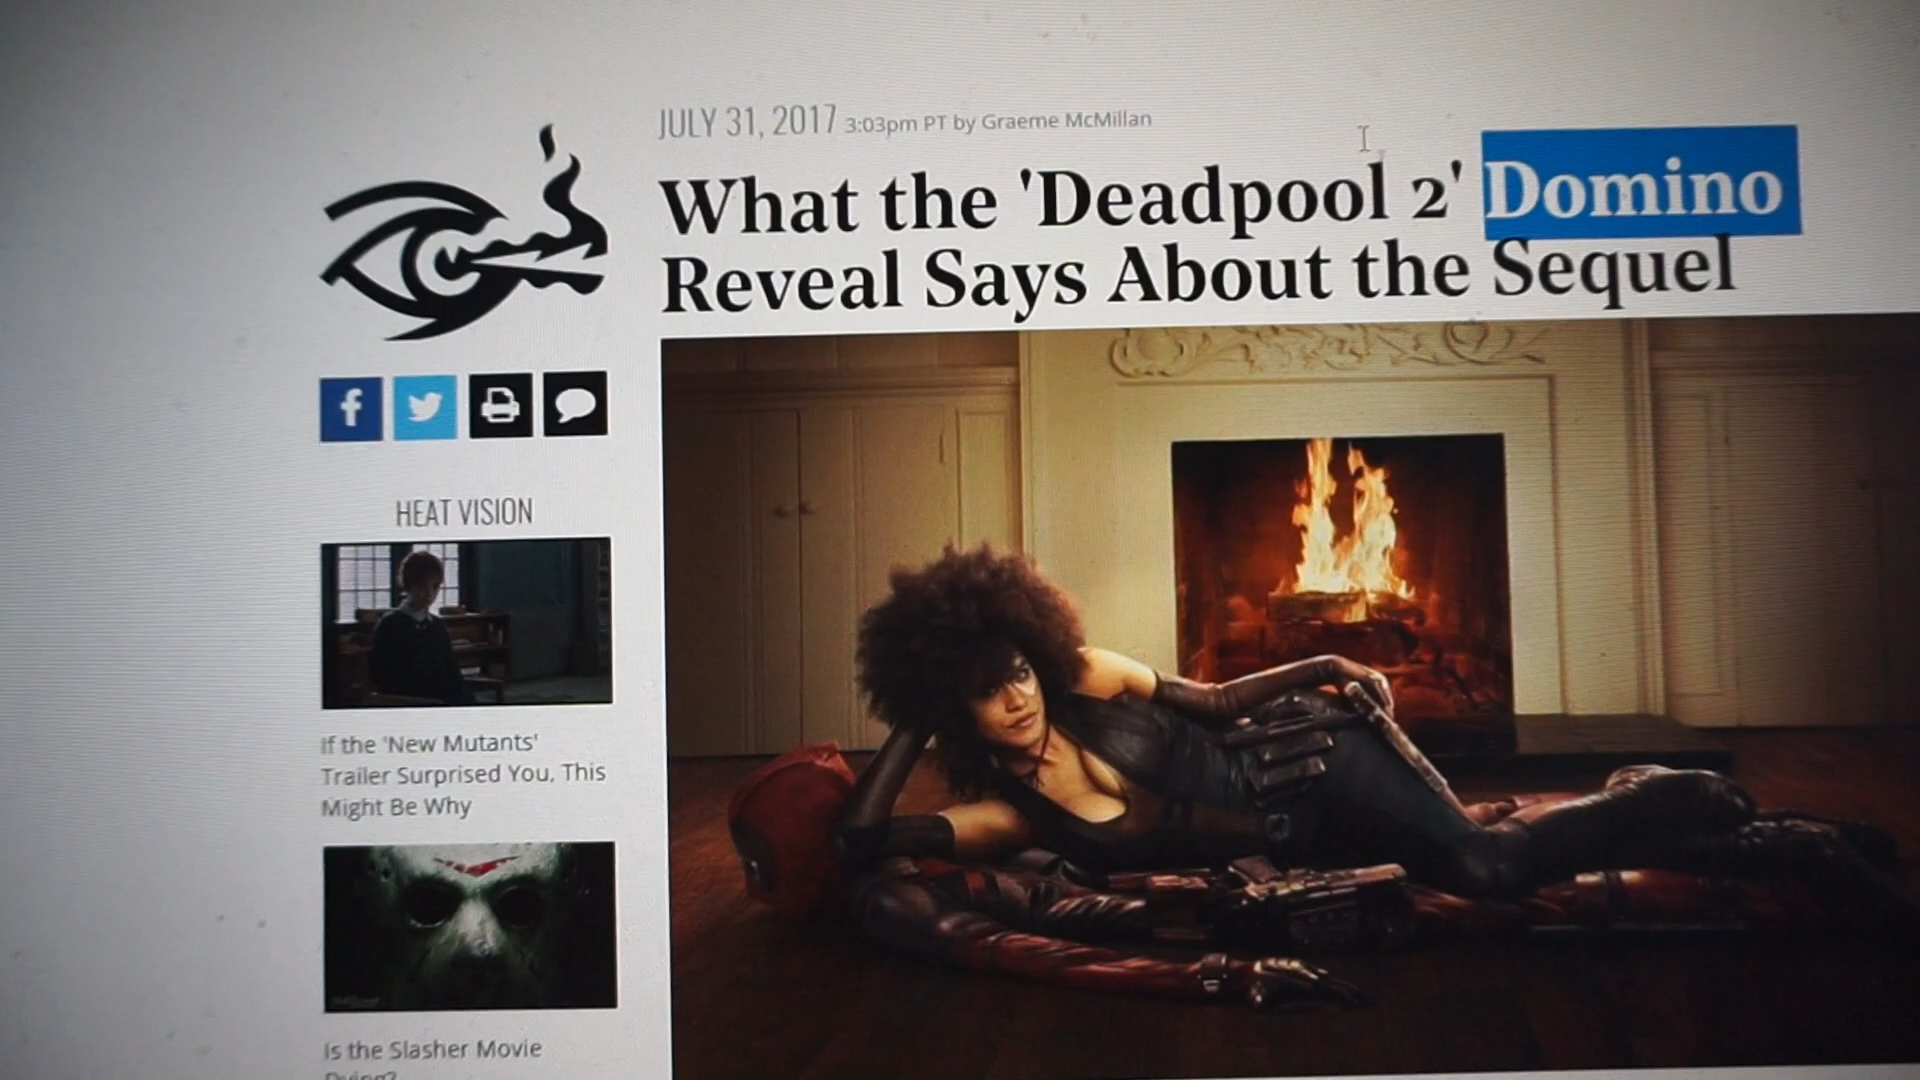 JULY 31, 2017 3:03pm PT by Graeme McMillan
What the 'Deadpool 2' Domino
Reveal Says About the Sequel
HEAT VISION
If the 'New Mutants'
Trailer Surprised You, This
Might Be Why
Is the Slasher Movie
Dying?